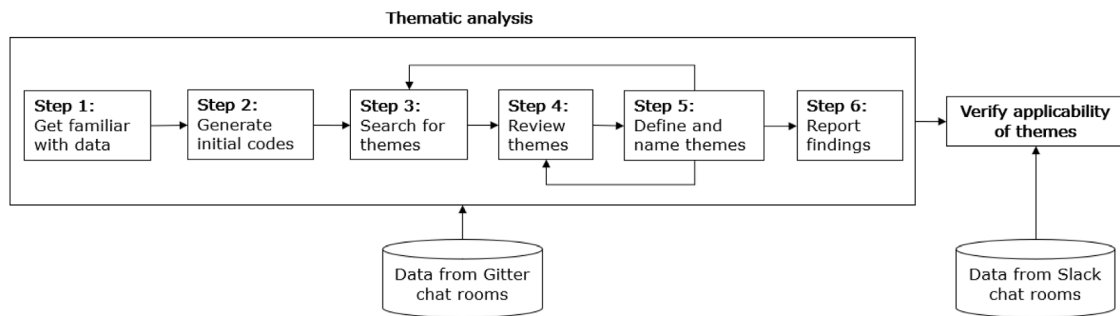 Thematic analysis
Step 1:
Get familiar
with data
Step 2:
Generate
initial codes
Step 3:
Search for
themes
Step 4:
Review
themes
Step 5:
Define and
name themes
Step 6:
Report
findings
Verify applicability
of themes
Data from Gitter
chat rooms
Data from Slack
chat rooms